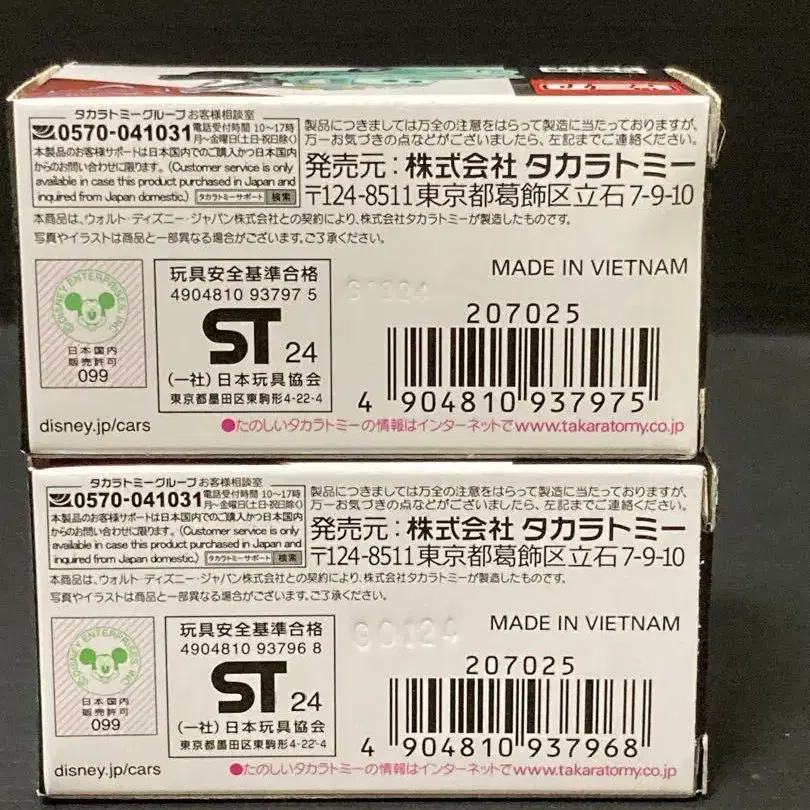 タカラトミーグループ お客様相談室
0570-041031 電話受付時間 10〜17時
月〜金曜日(土日・祝日除く)
本製品のお客様サポートは日本国内でのご購入かつ日本国内
からのお問い合わせに限ります。(Customer service is only
available in case this product purchased in Japan and
inquired from Japan domestic.) タカラトミーサポート 検索
製品につきましては万全の注意をはらって製造に当たっておりますが、
万一お気づきの点などがございましたら、左記までご連絡ください。
発売元:株式会社 タカラトミー
〒124-8511 東京都葛飾区立石7-9-10
本商品は、ウォルト・ディズニー・ジャパン株式会社との契約により、株式会社タカラトミーが製造したものです。
写真やイラストは商品と一部異なる場合がございます。ご了承ください。
©DISNEY ENTERPRISES, INC.
日本国内
販売許可
099
玩具安全基準合格
4904810 93797 5
ST 24
(一社)日本玩具協会
東京都墨田区東駒形4-22-4
MADE IN VIETNAM
207025
4 904810 937975
disney.jp/cars
●たのしいタカラトミーの情報はインターネットで www.takaratomy.co.jp
タカラトミーグループ お客様相談室
0570-041031 電話受付時間 10〜17時
月〜金曜日(土日・祝日除く)
本製品のお客様サポートは日本国内でのご購入かつ日本国内
からのお問い合わせに限ります。(Customer service is only
available in case this product purchased in Japan and
inquired from Japan domestic.) タカラトミーサポート 検索
製品につきましては万全の注意をはらって製造に当たっておりますが、
万一お気づきの点などがございましたら、左記までご連絡ください。
発売元:株式会社 タカラトミー
〒124-8511 東京都葛飾区立石7-9-10
本商品は、ウォルト・ディズニー・ジャパン株式会社との契約により、株式会社タカラトミーが製造したものです。
写真やイラストは商品と一部異なる場合がございます。ご了承ください。
©DISNEY ENTERPRISES, INC.
日本国内
販売許可
099
玩具安全基準合格
4904810 93796 8
ST 24
(一社)日本玩具協会
東京都墨田区東駒形4-22-4
MADE IN VIETNAM
207025
4 904810 937968
disney.jp/cars
●たのしいタカラトミーの情報はインターネットで www.takaratomy.co.jp